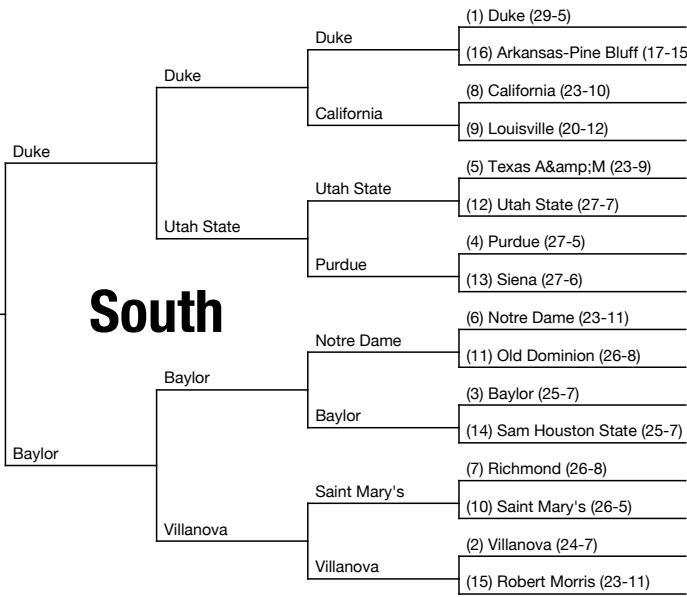 (1) Duke (29-5)
Duke
(16) Arkansas-Pine Bluff (17-15
Duke
(8) California (23-10)
California
(9) Louisville (20-12)
Duke
(5) Texas A&amp;M (23-9)
Utah State
(12) Utah State (27-7)
Utah State
(4) Purdue (27-5)
Purdue
(13) Siena (27-6)
South
(6) Notre Dame (23-11)
Notre Dame
(11) Old Dominion (26-8)
Baylor
(3) Baylor (25-7)
Baylor
(14) Sam Houston State (25-7)
Baylor
(7) Richmond (26-8)
Saint Mary's
(10) Saint Mary's (26-5)
Villanova
(2) Villanova (24-7)
Villanova
(15) Robert Morris (23-11)